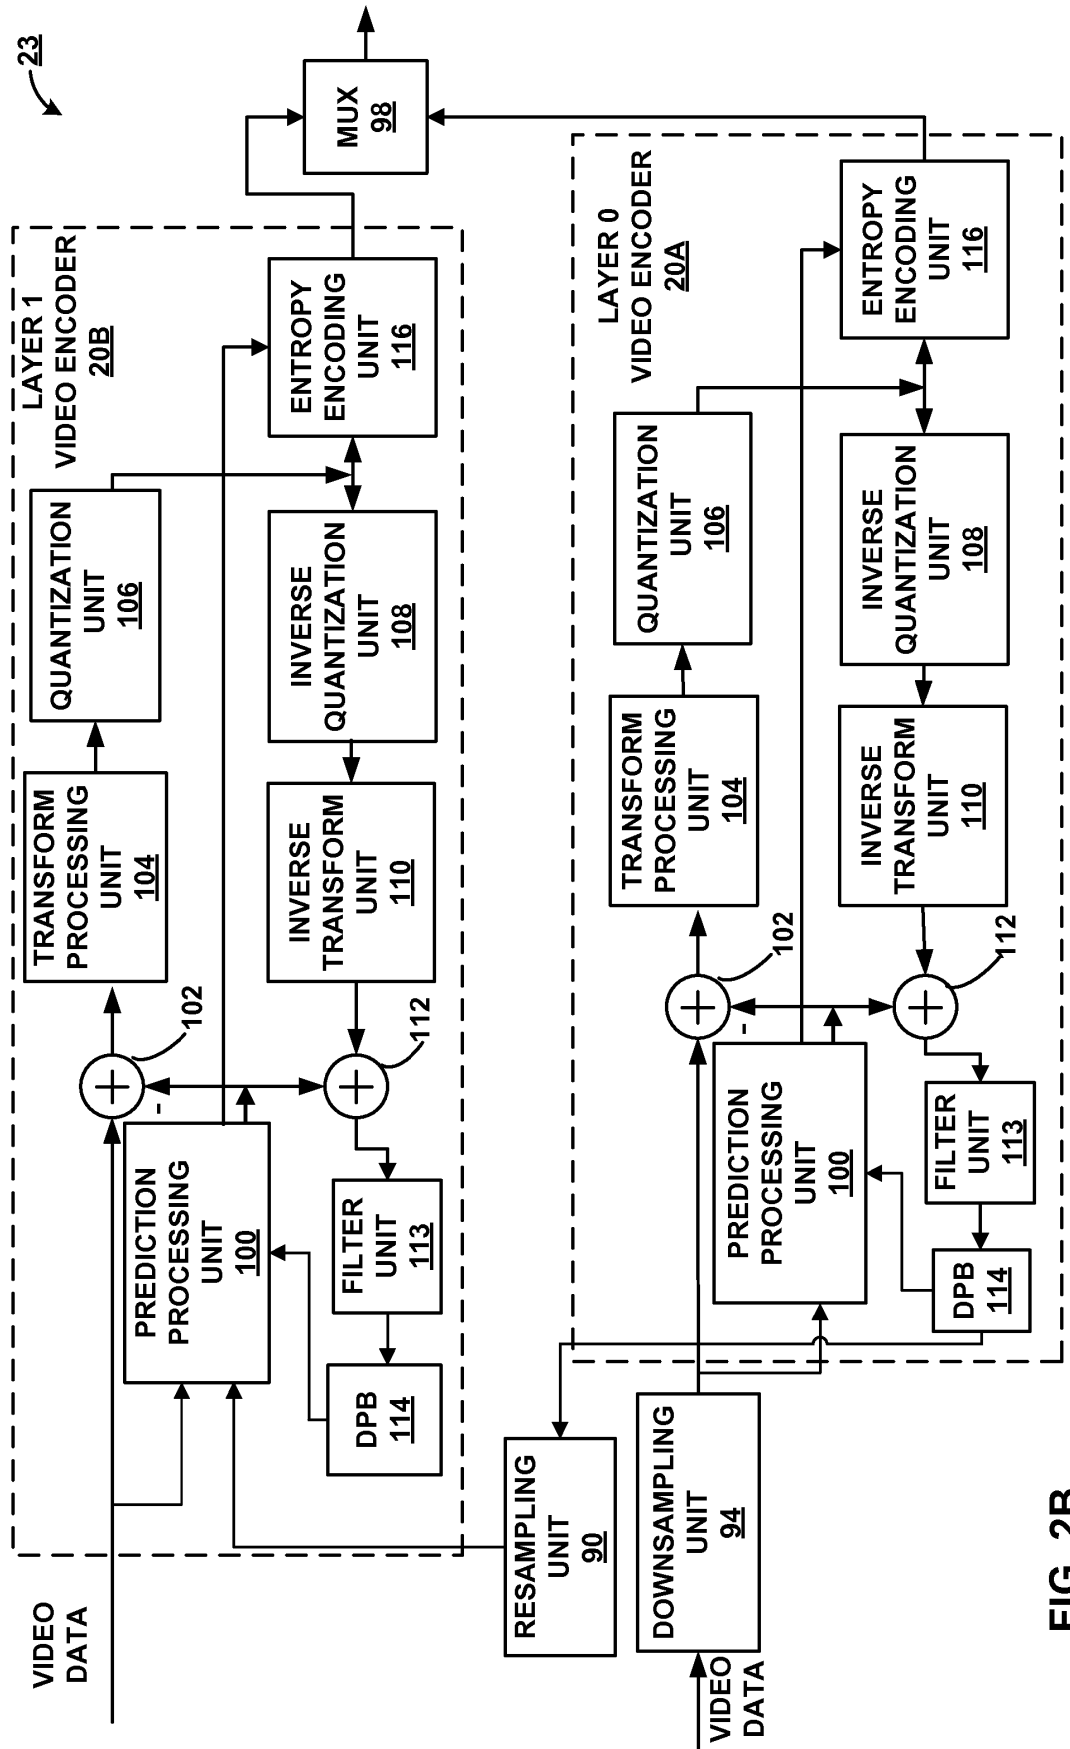 23
LAYER 1
VIDEO ENCODER
20B
MUX
98
TRANSFORM
PROCESSING
UNIT
104
QUANTIZATION
UNIT
106
102
-
PREDICTION
PROCESSING
UNIT
100
ENTROPY
ENCODING
UNIT
116
INVERSE
QUANTIZATION
UNIT
108
INVERSE
TRANSFORM
UNIT
110
112
FILTER
UNIT
113
DPB
114
VIDEO
DATA
RESAMPLING
UNIT
90
LAYER 0
VIDEO ENCODER
20A
DOWNSAMPLING
UNIT
94
VIDEO
DATA
TRANSFORM
PROCESSING
UNIT
104
QUANTIZATION
UNIT
106
102
-
PREDICTION
PROCESSING
UNIT
100
ENTROPY
ENCODING
UNIT
116
INVERSE
QUANTIZATION
UNIT
108
INVERSE
TRANSFORM
UNIT
110
112
FILTER
UNIT
113
DPB
114
FIG. 2B